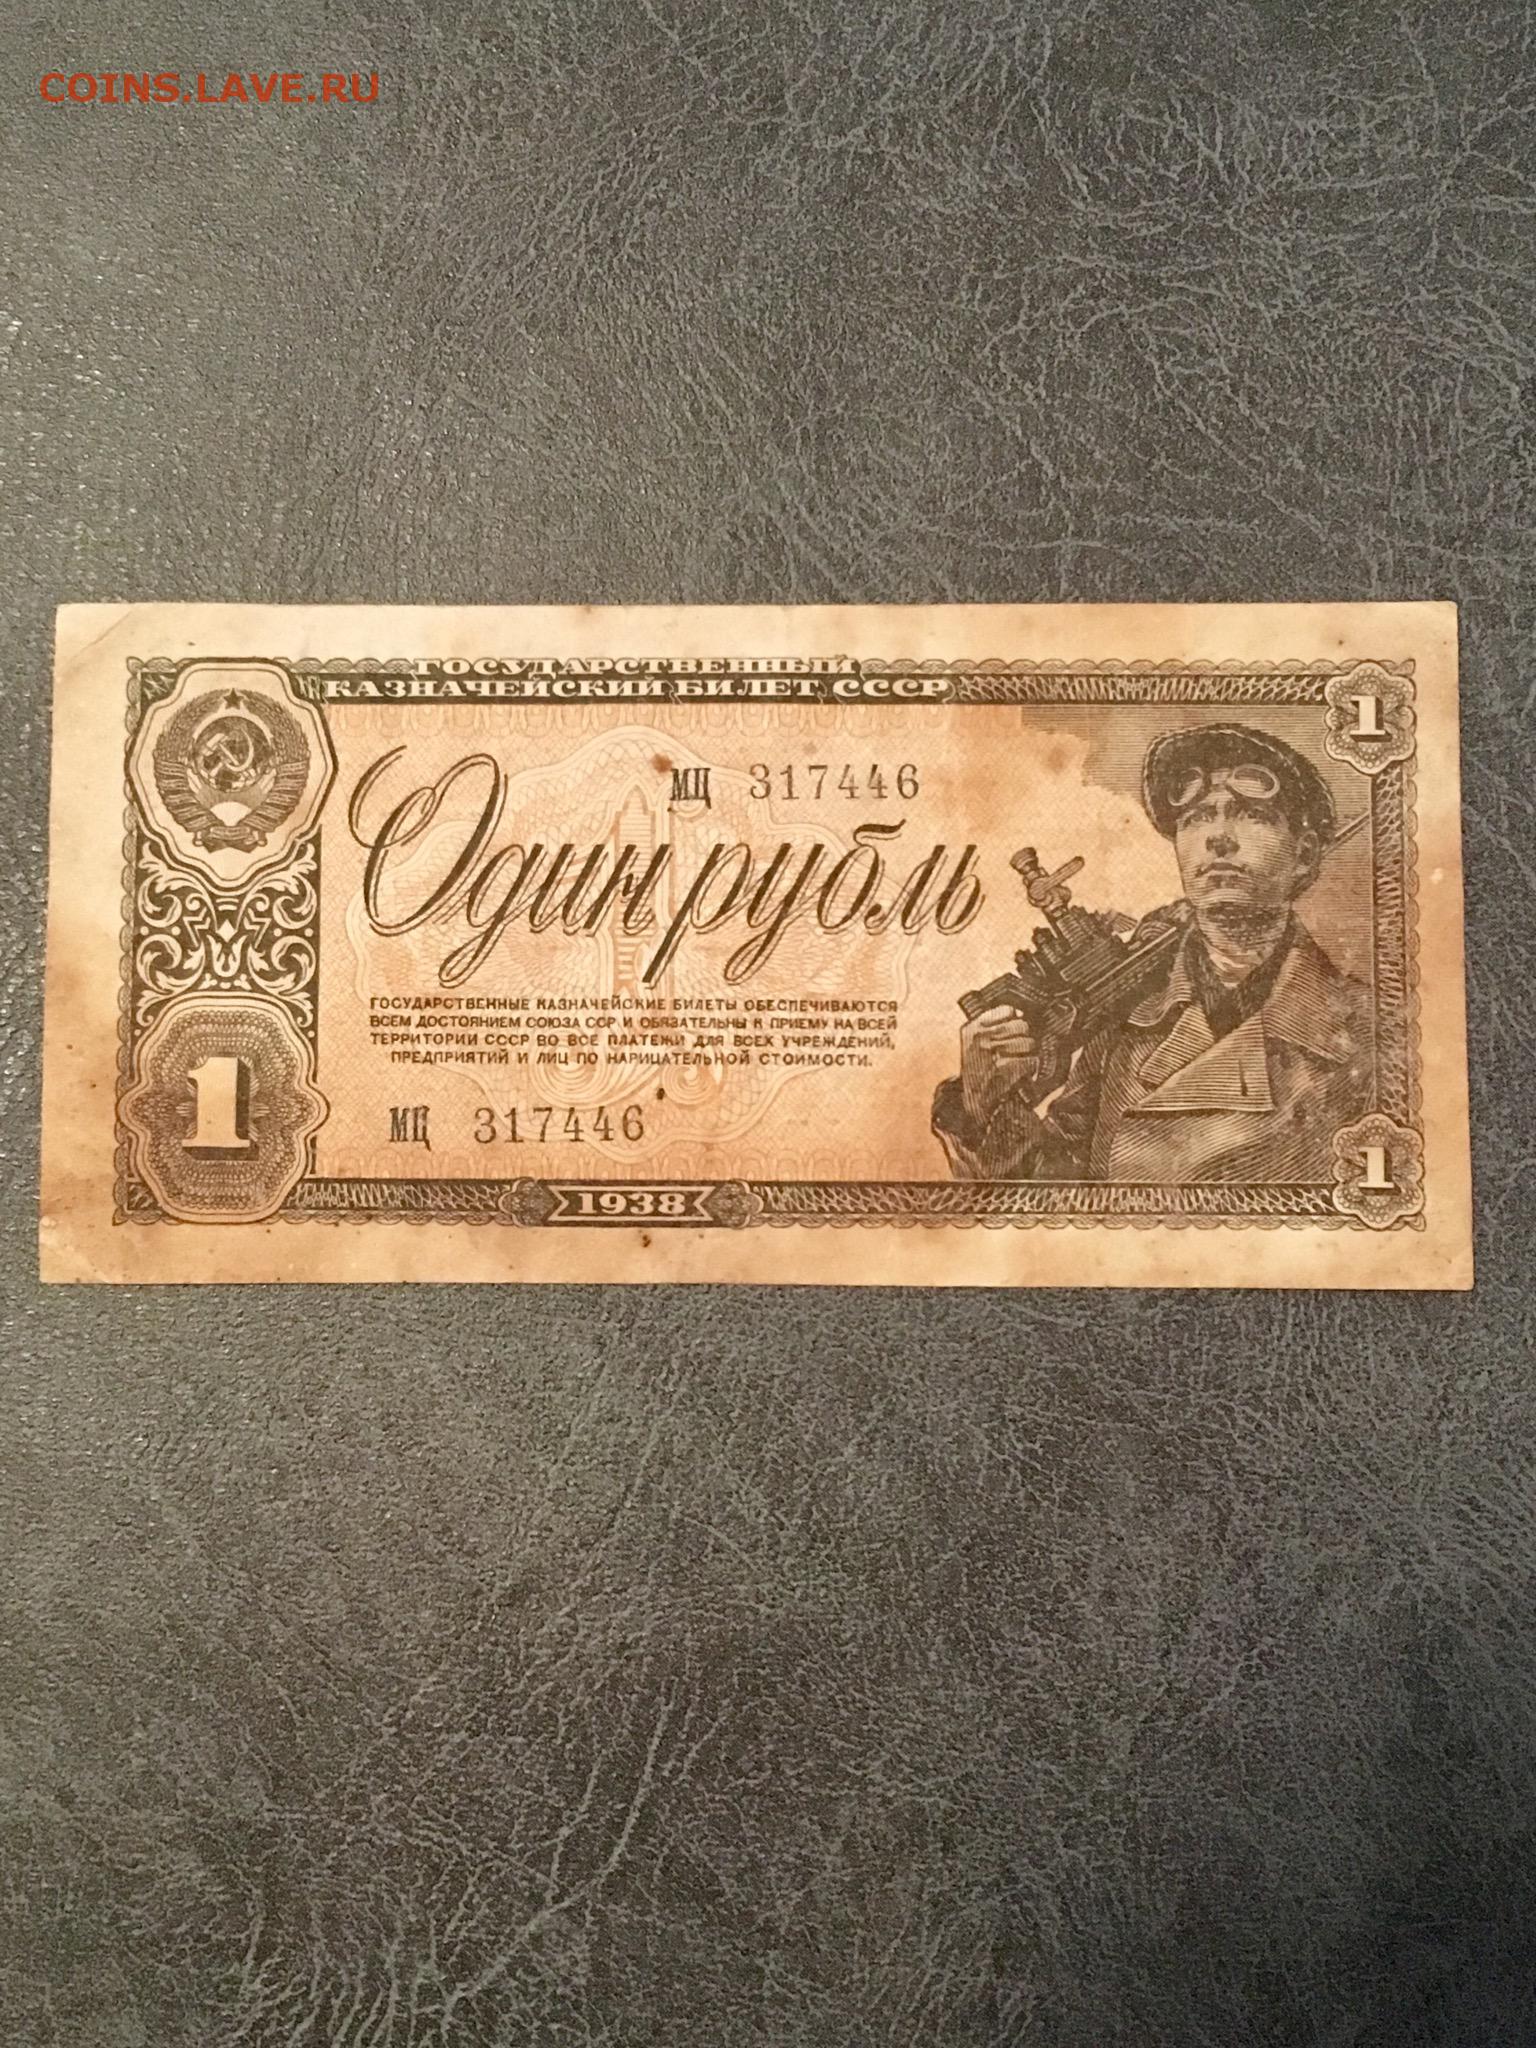 COINS.LAVE.RU
ГОСУДАРСТВЕННЫЙ
КАЗНАЧЕЙСКИЙ БИЛЕТ СССР
1
МЦ 317446
Один рубль
ГОСУДАРСТВЕННЫЕ КАЗНАЧЕЙСКИЕ БИЛЕТЫ ОБЕСПЕЧИВАЮТСЯ
ВСЕМ ДОСТОЯНИЕМ СОЮЗА ССР И ОБЯЗАТЕЛЬНЫ К ПРИЕМУ НА ВСЕЙ
ТЕРРИТОРИИ СССР ВО ВСЕ ПЛАТЕЖИ ДЛЯ ВСЕХ УЧРЕЖДЕНИЙ,
ПРЕДПРИЯТИЙ И ЛИЦ ПО НАРИЦАТЕЛЬНОЙ СТОИМОСТИ.
1
МЦ 317446
1
1938